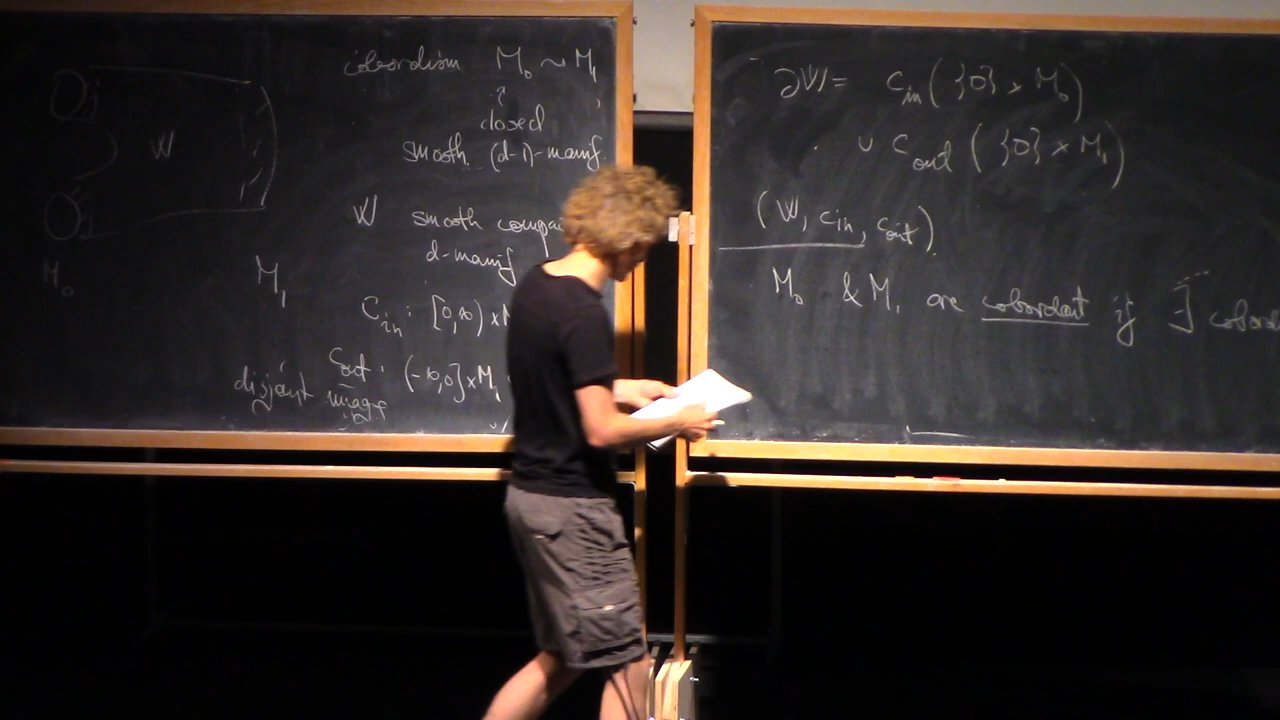 cobordism M₀ ~ M₁
closed
smooth (d-1)-manif
W
M₀
M₁
W smooth compa
d-manif
C_in : [0,∞) × M
C_out : (-∞,0] × M₁
disjoint image
∂W = C_in ({0} × M₀)
∪ C_out ({0} × M₁)
(W, C_in, C_out)
M₀ & M₁ are cobordant if ∃ cobord